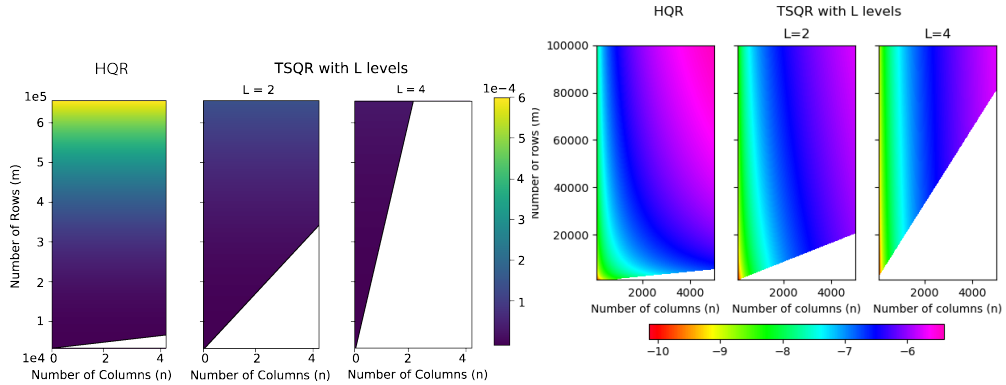 HQR
TSQR with L levels
L = 2
L = 4
1e5
6
5
4
3
2
1
1e4
Number of Rows (m)
0 2 4
0 2 4
0 2 4
Number of Columns (n)
Number of Columns (n)
Number of Columns (n)
1e−4
6
5
4
3
2
1
HQR
TSQR with L levels
L=2
L=4
100000
80000
60000
40000
20000
Number of rows (m)
2000 4000
2000 4000
2000 4000
Number of columns (n)
Number of columns (n)
Number of columns (n)
−10 −9 −8 −7 −6